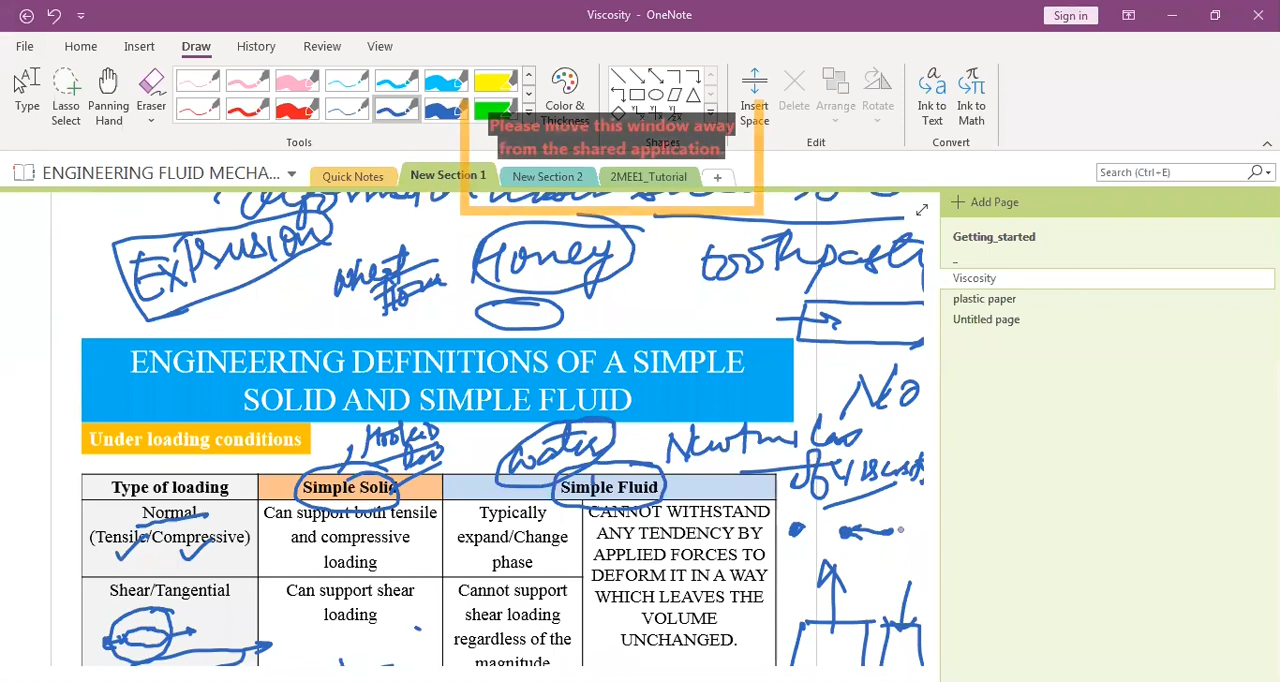 Viscosity - OneNote
Sign in
File Home Insert Draw History Review View
Type
Lasso Select
Panning Hand
Eraser
Color & Thickness
Insert Space
Delete
Arrange
Rotate
Ink to Text
Ink to Math
Please move this window away
from the shared application.
Tools
Shapes
Edit
Convert
ENGINEERING FLUID MECHA...
Quick Notes
New Section 1
New Section 2
2MEE1_Tutorial
+
Search (Ctrl+E)
Add Page
Getting_started
_
Viscosity
plastic paper
Untitled page
Extrusion
Honey
toothpast
ENGINEERING DEFINITIONS OF A SIMPLE
SOLID AND SIMPLE FLUID
Under loading conditions
water
Type of loading
Simple Solid
Simple Fluid
Normal
(Tensile/Compressive)
Can support both tensile
and compressive
loading
Typically
expand/Change
phase
CANNOT WITHSTAND
ANY TENDENCY BY
APPLIED FORCES TO
DEFORM IT IN A WAY
WHICH LEAVES THE
VOLUME
UNCHANGED.
Shear/Tangential
Can support shear
loading
Cannot support
shear loading
regardless of the
magnitude